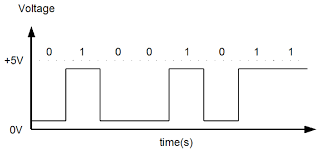 Voltage
0 1 0 0 1 0 1 1
+5V
0V
time(s)